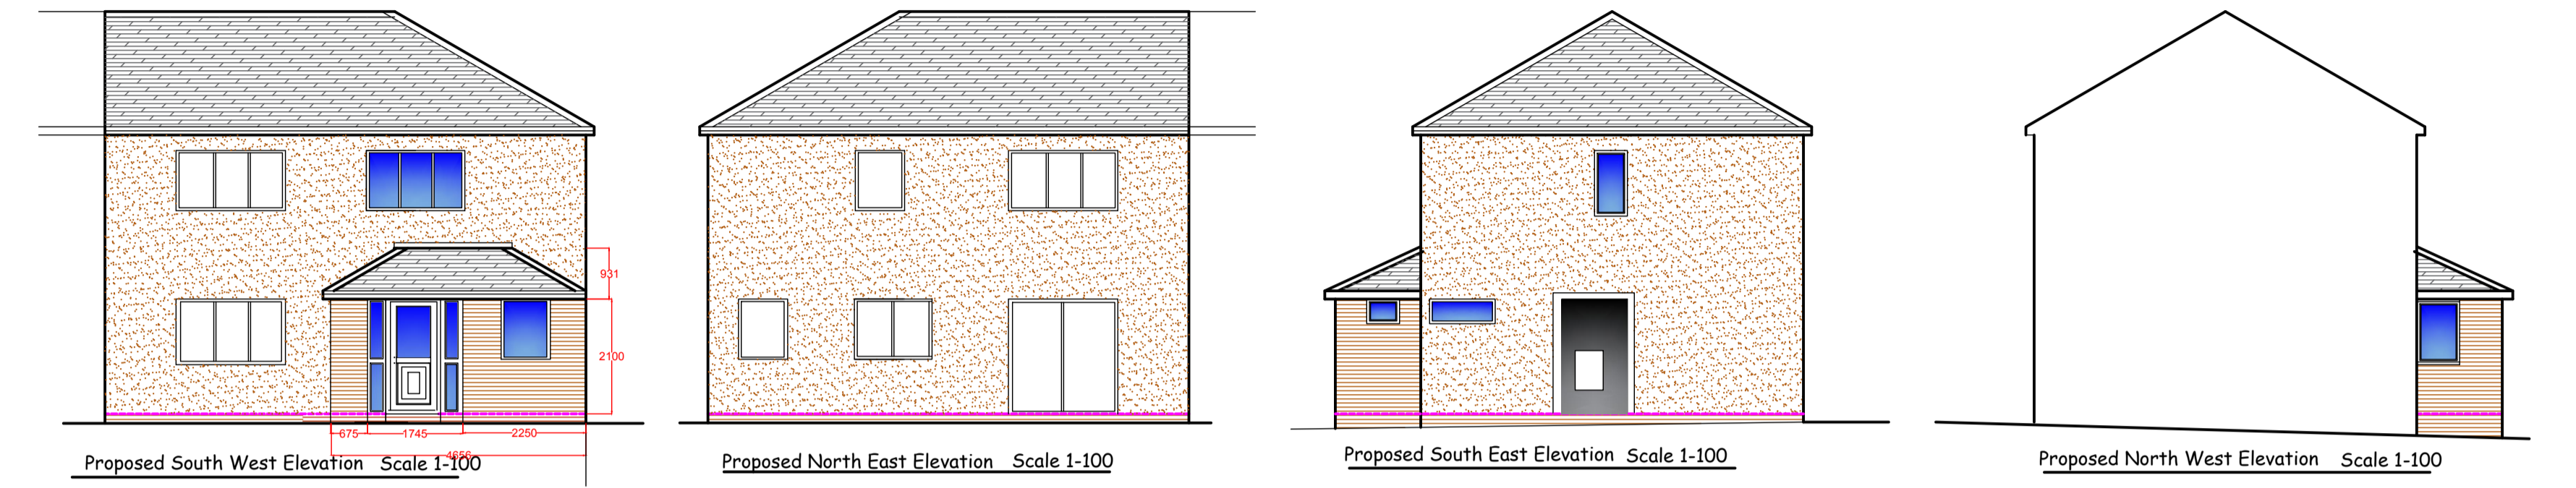 931
2100
675 1745 2250
4656
Proposed South West Elevation Scale 1-100
Proposed North East Elevation Scale 1-100
Proposed South East Elevation Scale 1-100
Proposed North West Elevation Scale 1-100